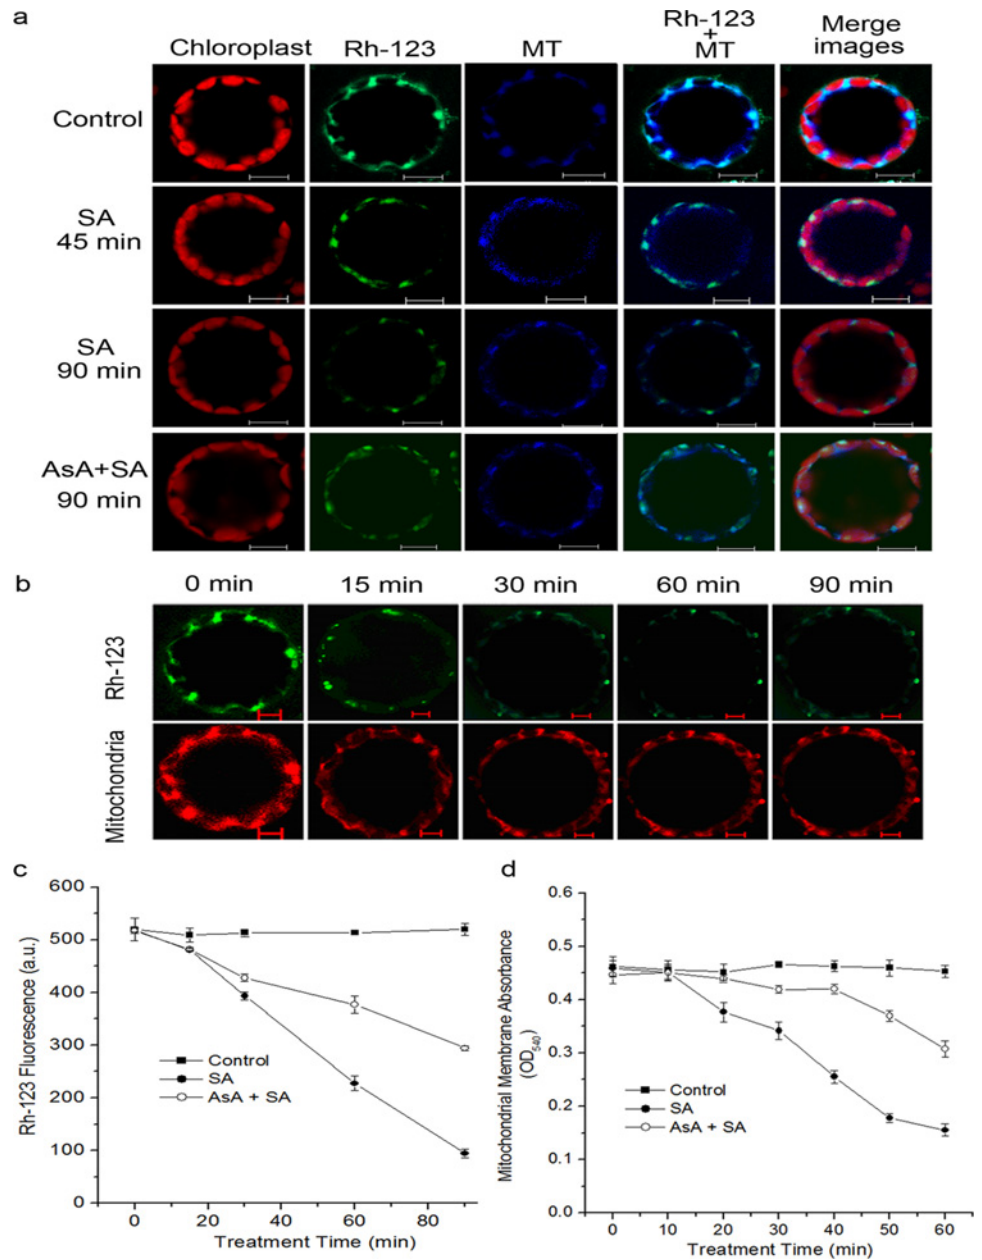 a
Chloroplast
Rh-123
MT
Rh-123
+
MT
Merge
images
Control
SA
45 min
SA
90 min
AsA+SA
90 min
b
0 min
15 min
30 min
60 min
90 min
Rh-123
Mitochondria
c
600
500
400
300
200
100
0
0
20
40
60
80
Rh-123 Fluorescence (a.u.)
Treatment Time (min)
Control
SA
AsA + SA
d
0.6
0.5
0.4
0.3
0.2
0.1
0.0
0
10
20
30
40
50
60
Mitochondrial Membrane Absorbance
(OD₅₄₀)
Treatment Time (min)
Control
SA
AsA + SA